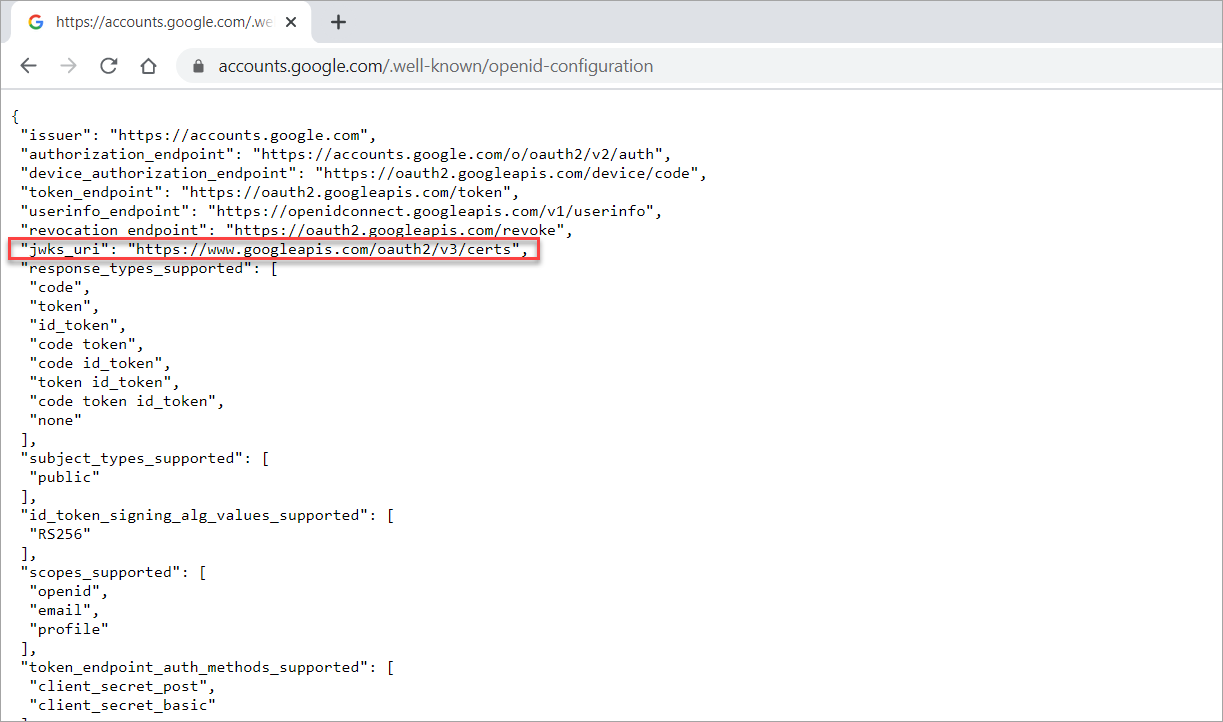 https://accounts.google.com/.we
accounts.google.com/.well-known/openid-configuration
{
"issuer": "https://accounts.google.com",
"authorization_endpoint": "https://accounts.google.com/o/oauth2/v2/auth",
"device_authorization_endpoint": "https://oauth2.googleapis.com/device/code",
"token_endpoint": "https://oauth2.googleapis.com/token",
"userinfo_endpoint": "https://openidconnect.googleapis.com/v1/userinfo",
"revocation_endpoint": "https://oauth2.googleapis.com/revoke",
"jwks_uri": "https://www.googleapis.com/oauth2/v3/certs",
"response_types_supported": [
"code",
"token",
"id_token",
"code token",
"code id_token",
"token id_token",
"code token id_token",
"none"
],
"subject_types_supported": [
"public"
],
"id_token_signing_alg_values_supported": [
"RS256"
],
"scopes_supported": [
"openid",
"email",
"profile"
],
"token_endpoint_auth_methods_supported": [
"client_secret_post",
"client_secret_basic"